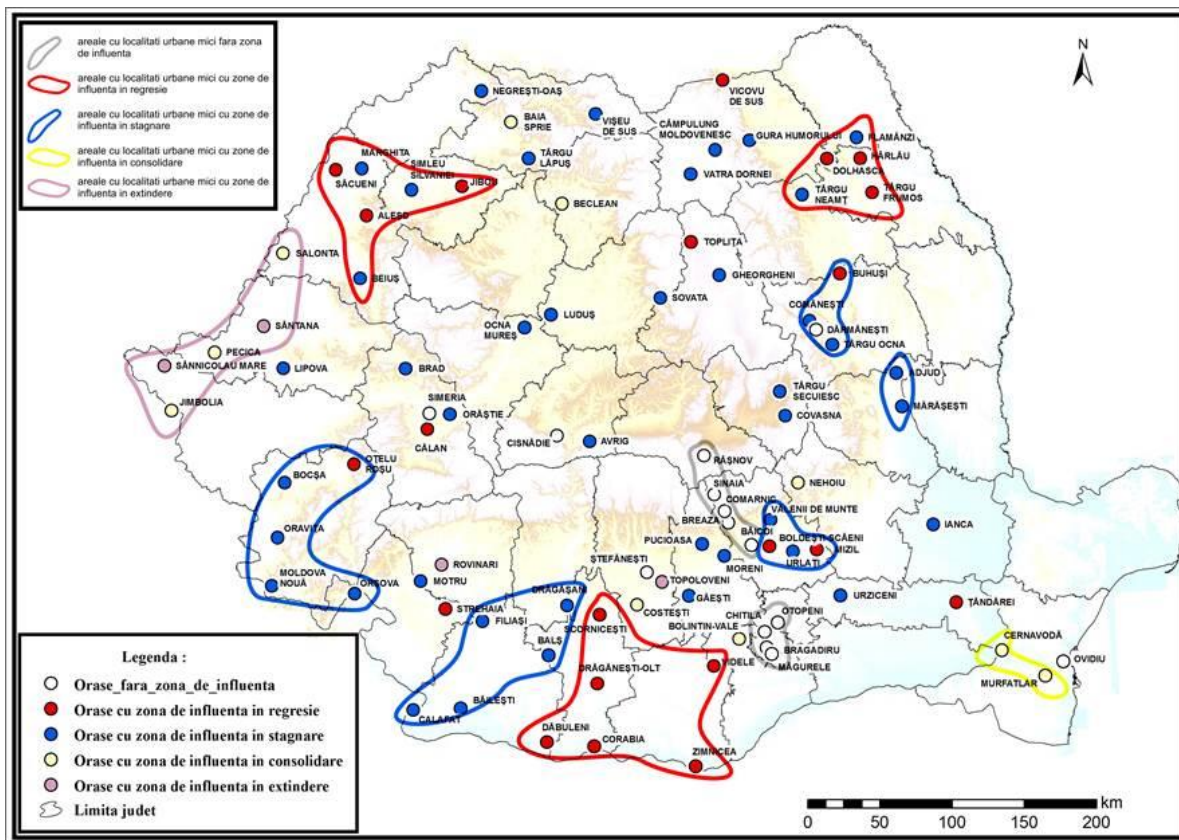 areale cu localitati urbane mici fara zona
de influenta
areale cu localitati urbane mici cu zone de
influenta in regresie
areale cu localitati urbane mici cu zone de
influenta in stagnare
areale cu localitati urbane mici cu zone de
influenta in consolidare
areale cu localitati urbane mici cu zone de
influenta in extindere
N
NEGREȘTI-OAȘ
BAIA
SPRIE
VIȘEU
DE SUS
VICOVU
DE SUS
CÂMPULUNG
MOLDOVENESC
GURA HUMORULUI
FLAMÂNZI
HÂRLĂU
DOLHASCA
TÂRGU
NEAMȚ
TÂRGU
FRUMOS
MARGHITA
SĂCUENI
SIMLEU
SILVANIEI
JIBOU
TÂRGU
LĂPUȘ
VATRA DORNEI
ALEȘD
BECLEAN
TOPLIȚA
SALONTA
BEIUȘ
GHEORGHENI
BUHUȘI
SOVATA
COMĂNEȘTI
DĂRMĂNEȘTI
TÂRGU OCNA
SÂNTANA
OCNA
MUREȘ
LUDUȘ
PECICA
SÂNNICOLAU MARE
LIPOVA
BRAD
ADJUD
MĂRĂȘEȘTI
JIMBOLIA
SIMERIA
ORĂȘTIE
CĂLAN
TÂRGU
SECUIESC
COVASNA
CISNĂDIE
AVRIG
OȚELU
ROȘU
BOCȘA
RÂȘNOV
SINAIA
COMARNIC
BREAZA
BĂICOI
NEHOIU
VALENII DE MUNTE
BOLDEȘTI-SCĂENI
MIZIL
URLAȚI
IANCA
ORAVIȚA
MOLDOVA
NOUĂ
ORȘOVA
ROVINARI
MOTRU
PUCIOASA
MORENI
ȘTEFĂNEȘTI
TOPOLOVENI
GĂEȘTI
COSTEȘTI
URZICENI
ȚĂNDĂREI
STREHAIA
FILIAȘI
DRĂGĂȘANI
SCORNICEȘTI
BOLINTIN-VALE
CHITILA
OTOPENI
BRAGADIRU
MĂGURELE
CERNAVODĂ
OVIDIU
MURFATLAR
BALȘ
DRĂGĂNEȘTI-OLT
VIDELE
CALAFAT
BĂILEȘTI
DĂBULENI
CORABIA
ZIMNICEA
Legenda :
Orase_fara_zona_de_influenta
Orase cu zona de influenta in regresie
Orase cu zona de influenta in stagnare
Orase cu zona de influenta in consolidare
Orase cu zona de influenta in extindere
Limita judet
km
0 50 100 150 200